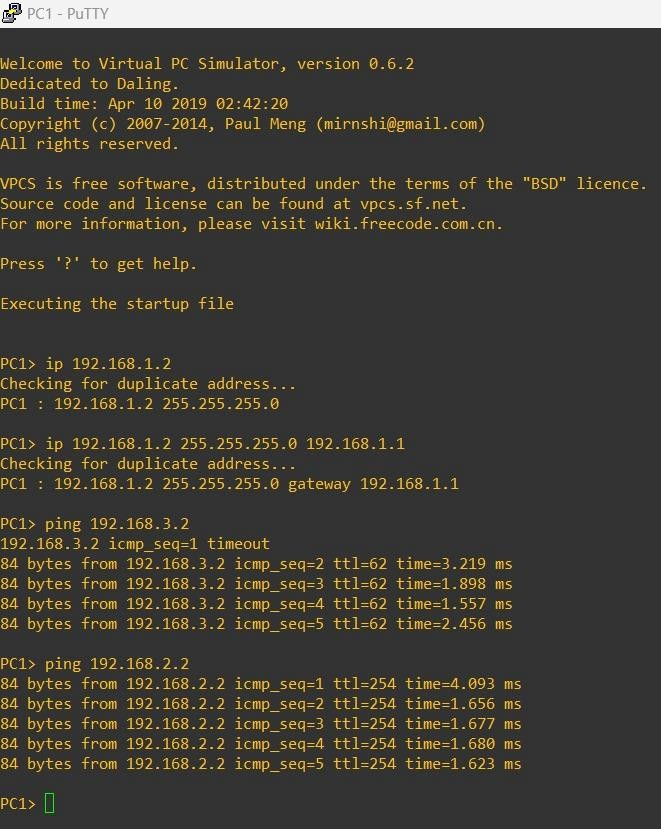 PC1 - PuTTY
Welcome to Virtual PC Simulator, version 0.6.2
Dedicated to Daling.
Build time: Apr 10 2019 02:42:20
Copyright (c) 2007-2014, Paul Meng (mirnshi@gmail.com)
All rights reserved.
VPCS is free software, distributed under the terms of the "BSD" licence.
Source code and license can be found at vpcs.sf.net.
For more information, please visit wiki.freecode.com.cn.
Press '?' to get help.
Executing the startup file
PC1> ip 192.168.1.2
Checking for duplicate address...
PC1 : 192.168.1.2 255.255.255.0
PC1> ip 192.168.1.2 255.255.255.0 192.168.1.1
Checking for duplicate address...
PC1 : 192.168.1.2 255.255.255.0 gateway 192.168.1.1
PC1> ping 192.168.3.2
192.168.3.2 icmp_seq=1 timeout
84 bytes from 192.168.3.2 icmp_seq=2 ttl=62 time=3.219 ms
84 bytes from 192.168.3.2 icmp_seq=3 ttl=62 time=1.898 ms
84 bytes from 192.168.3.2 icmp_seq=4 ttl=62 time=1.557 ms
84 bytes from 192.168.3.2 icmp_seq=5 ttl=62 time=2.456 ms
PC1> ping 192.168.2.2
84 bytes from 192.168.2.2 icmp_seq=1 ttl=254 time=4.093 ms
84 bytes from 192.168.2.2 icmp_seq=2 ttl=254 time=1.656 ms
84 bytes from 192.168.2.2 icmp_seq=3 ttl=254 time=1.677 ms
84 bytes from 192.168.2.2 icmp_seq=4 ttl=254 time=1.680 ms
84 bytes from 192.168.2.2 icmp_seq=5 ttl=254 time=1.623 ms
PC1>